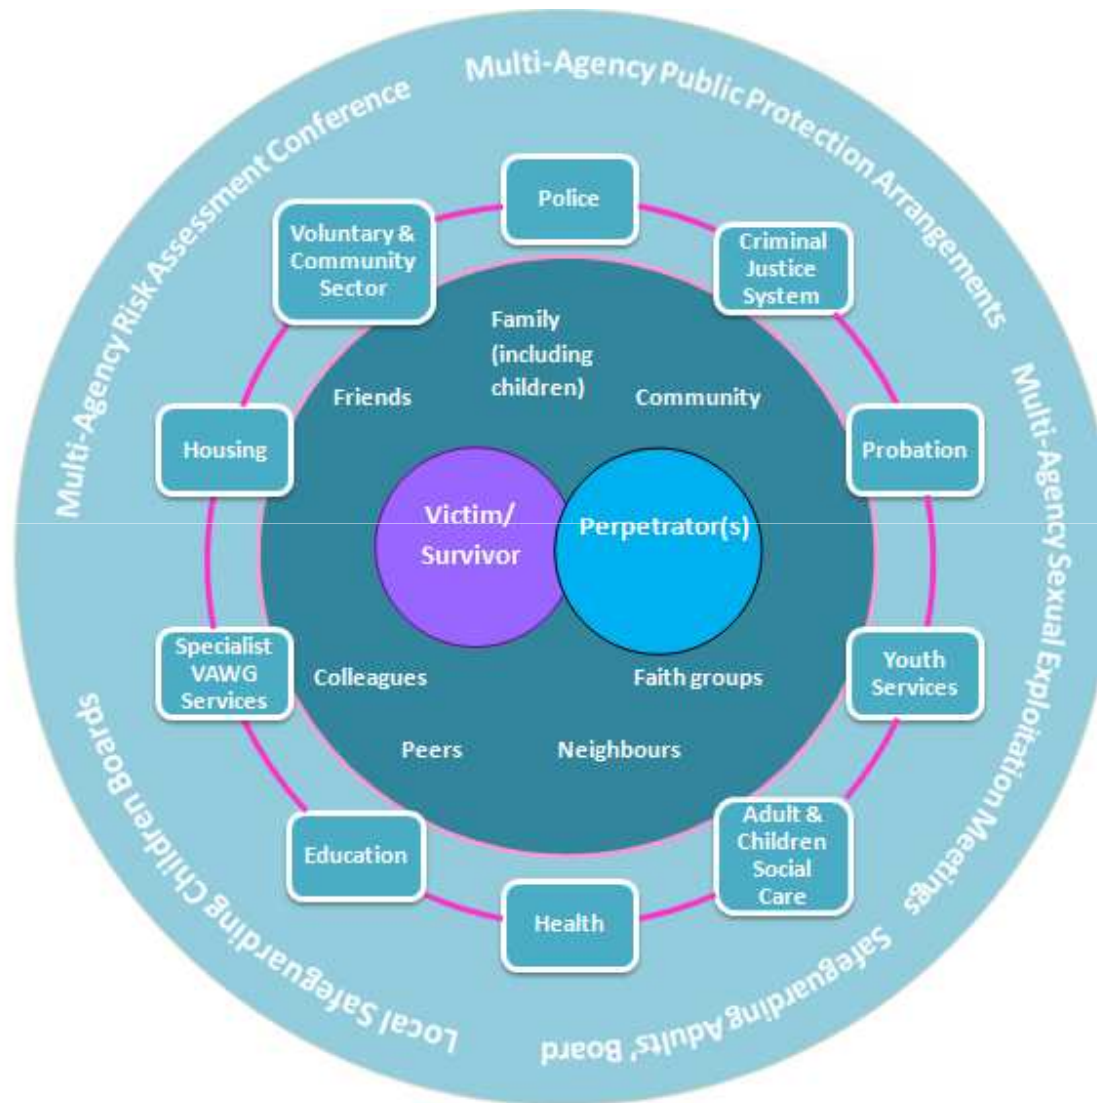 Multi-Agency Risk Assessment Conference
Multi-Agency Public Protection Arrangements
Multi-Agency Sexual Exploitation Meetings
Safeguarding Adults' Board
Local Safeguarding Children Boards
Police
Criminal
Justice
System
Probation
Youth
Services
Adult &
Children
Social
Care
Health
Education
Specialist
VAWG
Services
Housing
Voluntary &
Community
Sector
Family
(including
children)
Friends
Community
Victim/
Survivor
Perpetrator(s)
Colleagues
Faith groups
Peers
Neighbours